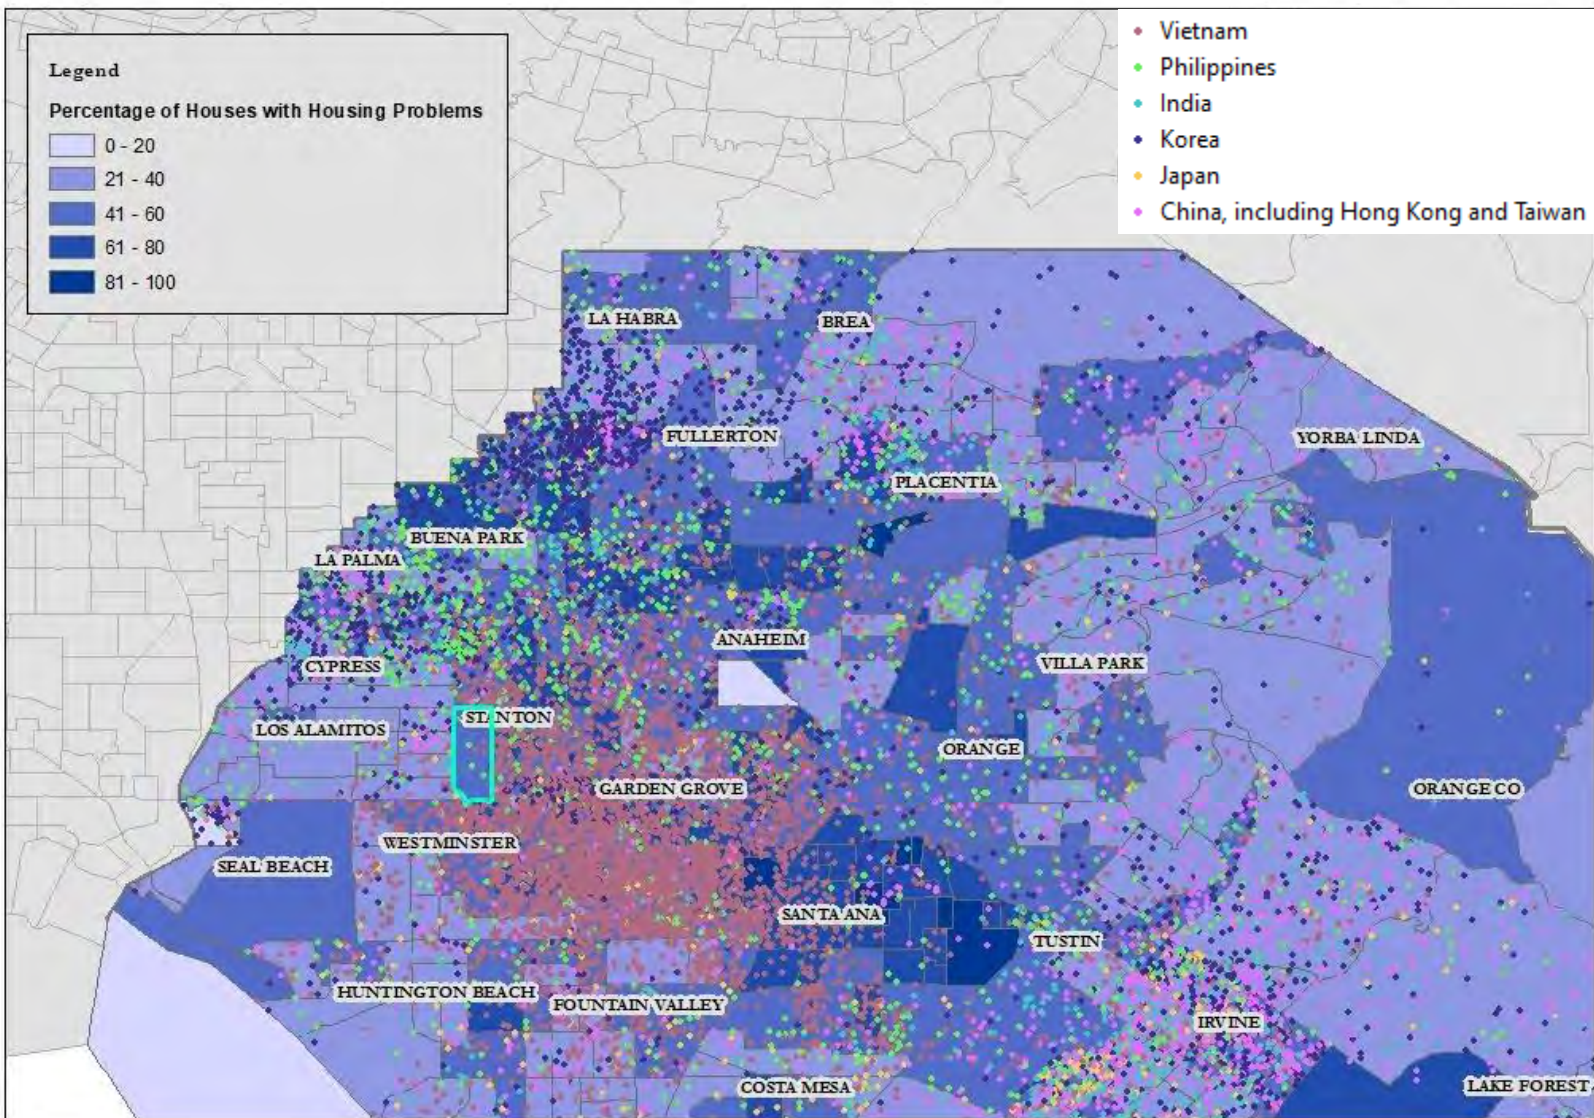 Legend
Percentage of Houses with Housing Problems
0 - 20
21 - 40
41 - 60
61 - 80
81 - 100
Vietnam
Philippines
India
Korea
Japan
China, including Hong Kong and Taiwan
LA HABRA
BREA
FULLERTON
YORBA LINDA
PLACENTIA
BUENA PARK
LA PALMA
ANAHEIM
CYPRESS
VILLA PARK
STANTON
LOS ALAMITOS
ORANGE
GARDEN GROVE
ORANGE CO
WESTMINSTER
SEAL BEACH
SANTA ANA
TUSTIN
HUNTINGTON BEACH
FOUNTAIN VALLEY
IRVINE
COSTA MESA
LAKE FOREST